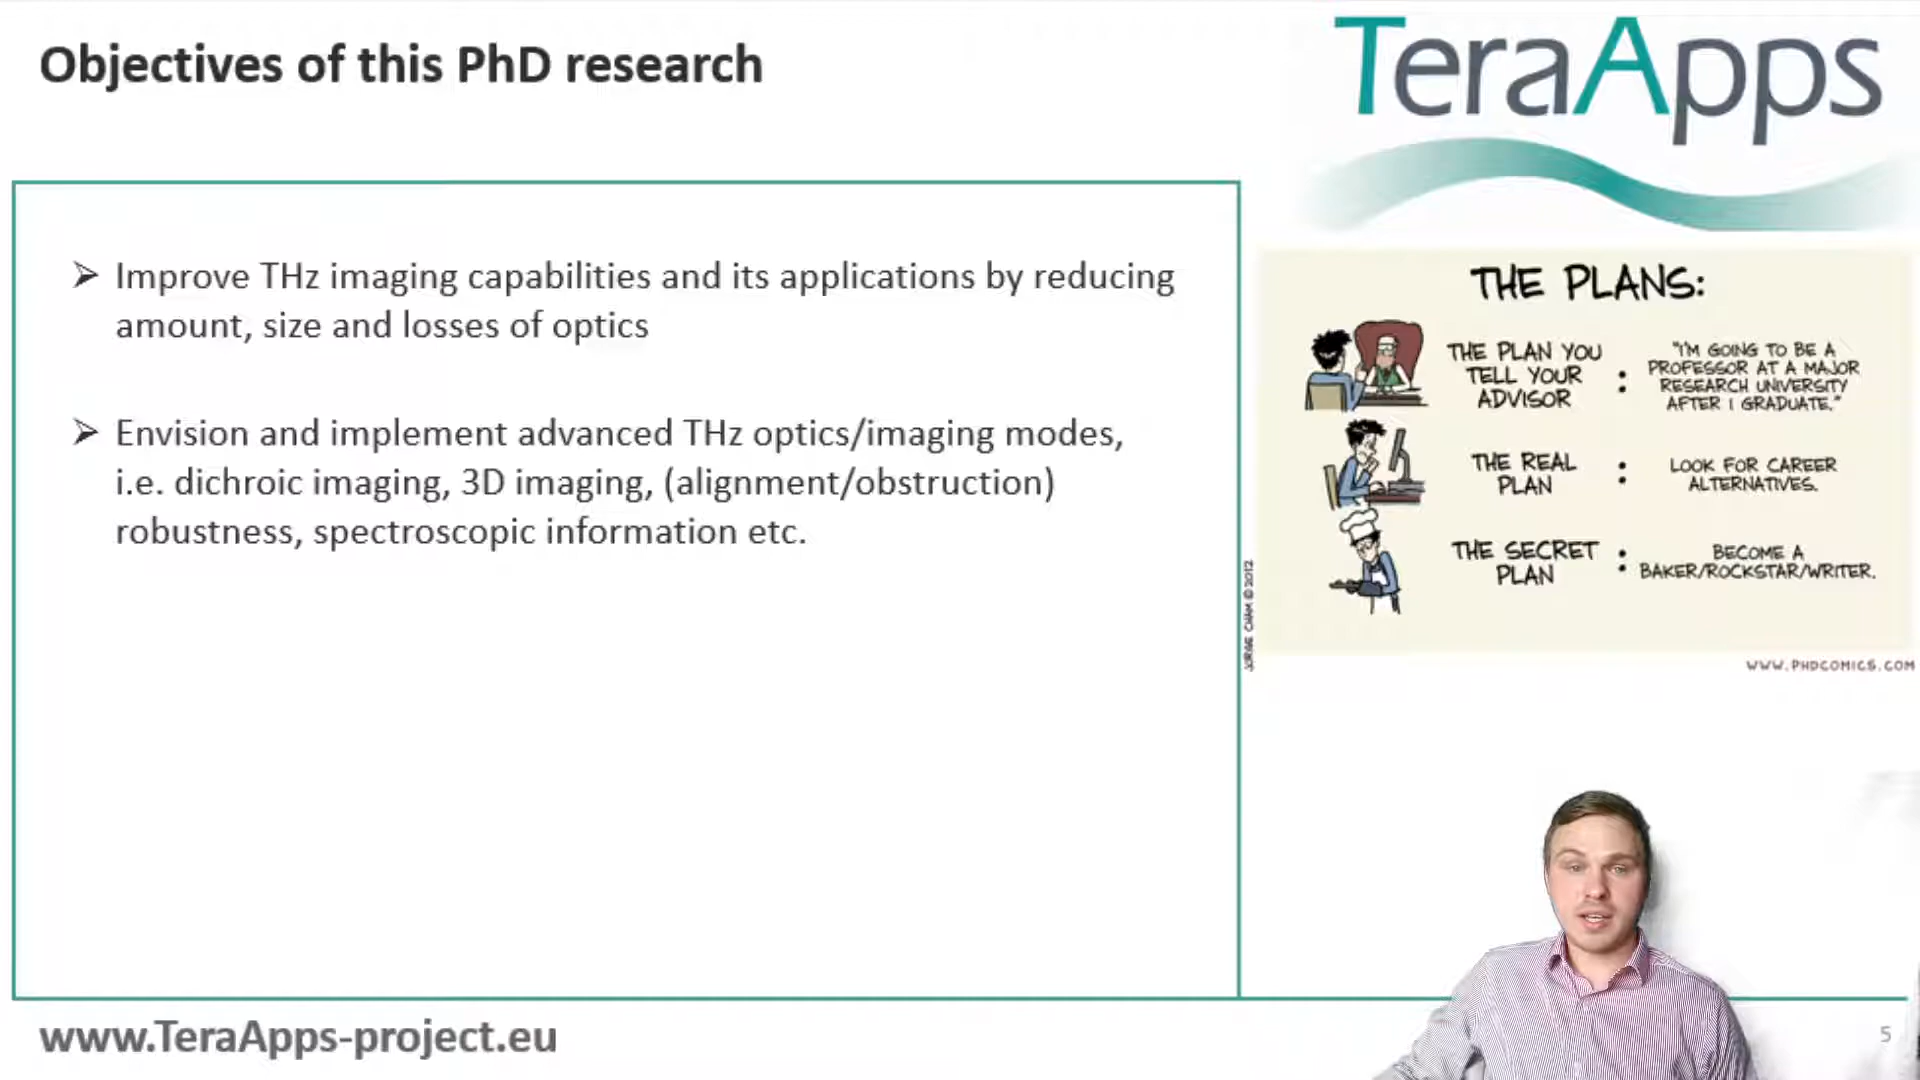 Objectives of this PhD research
TeraApps
➢ Improve THz imaging capabilities and its applications by reducing
amount, size and losses of optics
➢ Envision and implement advanced THz optics/imaging modes,
i.e. dichroic imaging, 3D imaging, (alignment/obstruction)
robustness, spectroscopic information etc.
THE PLANS:
THE PLAN YOU
TELL YOUR
ADVISOR
:
"I'M GOING TO BE A
PROFESSOR AT A MAJOR
RESEARCH UNIVERSITY
AFTER I GRADUATE."
THE REAL
PLAN
:
LOOK FOR CAREER
ALTERNATIVES.
THE SECRET
PLAN
:
BECOME A
BAKER/ROCKSTAR/WRITER.
JORGE CHAM © 2012
WWW.PHDCOMICS.COM
www.TeraApps-project.eu
5